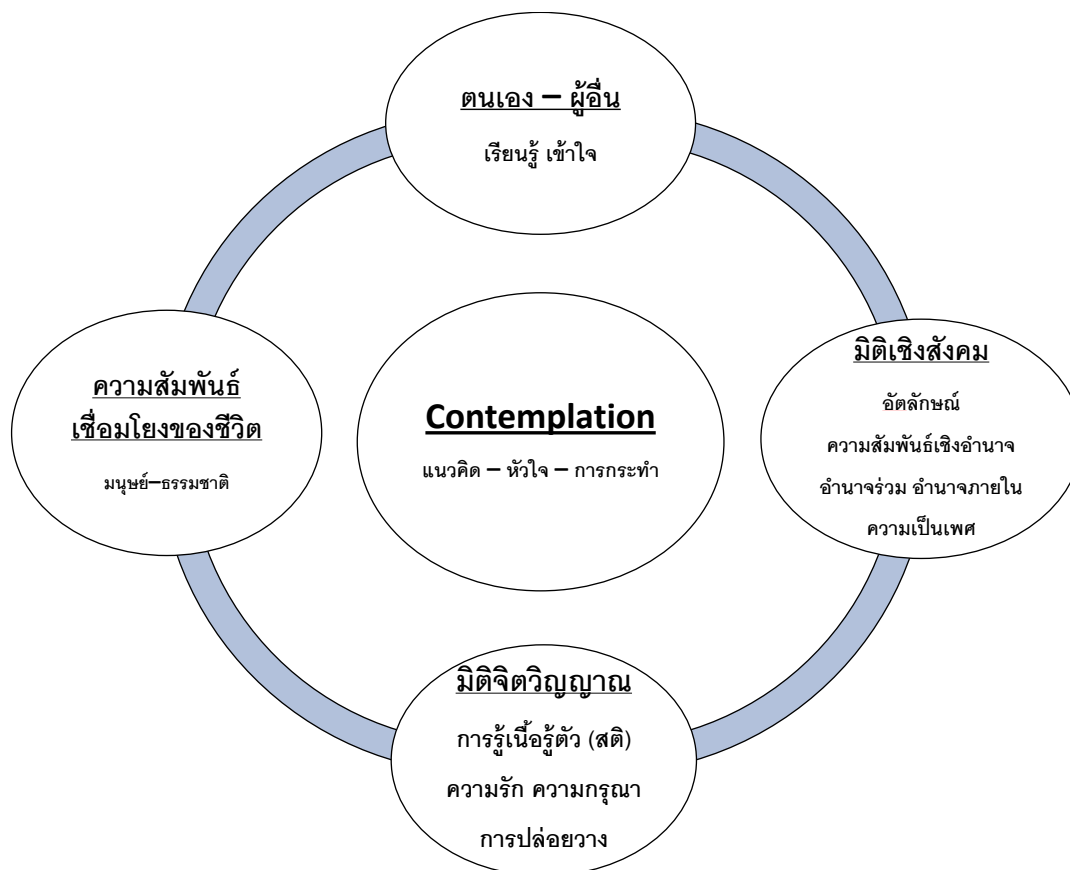 ตนเอง – ผู้อื่น
เรียนรู้ เข้าใจ
มิติเชิงสังคม
อัตลักษณ์
ความสัมพันธ์เชิงอำนาจ
อำนาจร่วม อำนาจภายใน
ความเป็นเพศ
ความสัมพันธ์
เชื่อมโยงของชีวิต
มนุษย์–ธรรมชาติ
Contemplation
แนวคิด – หัวใจ – การกระทำ
มิติจิตวิญญาณ
การรู้เนื้อรู้ตัว (สติ)
ความรัก ความกรุณา
การปล่อยวาง